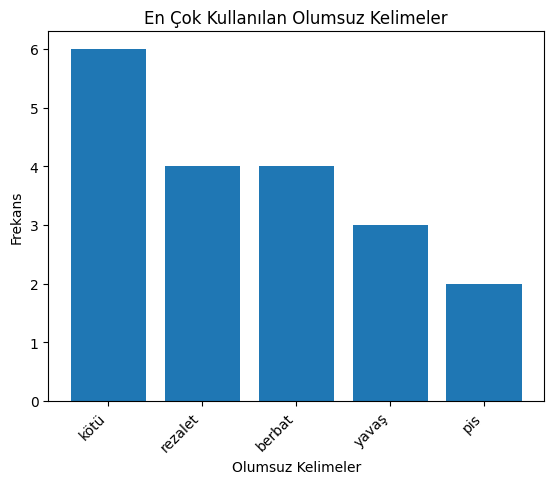 En Çok Kullanılan Olumsuz Kelimeler
Frekans
6
5
4
3
2
1
0
kötü
rezalet
berbat
yavaş
pis
Olumsuz Kelimeler